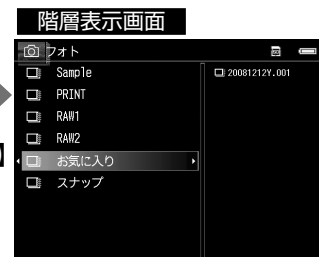 階層表示画面
フォト
Sample
PRINT
RAW1
RAW2
お気に入り
スナップ
20081212Y.001